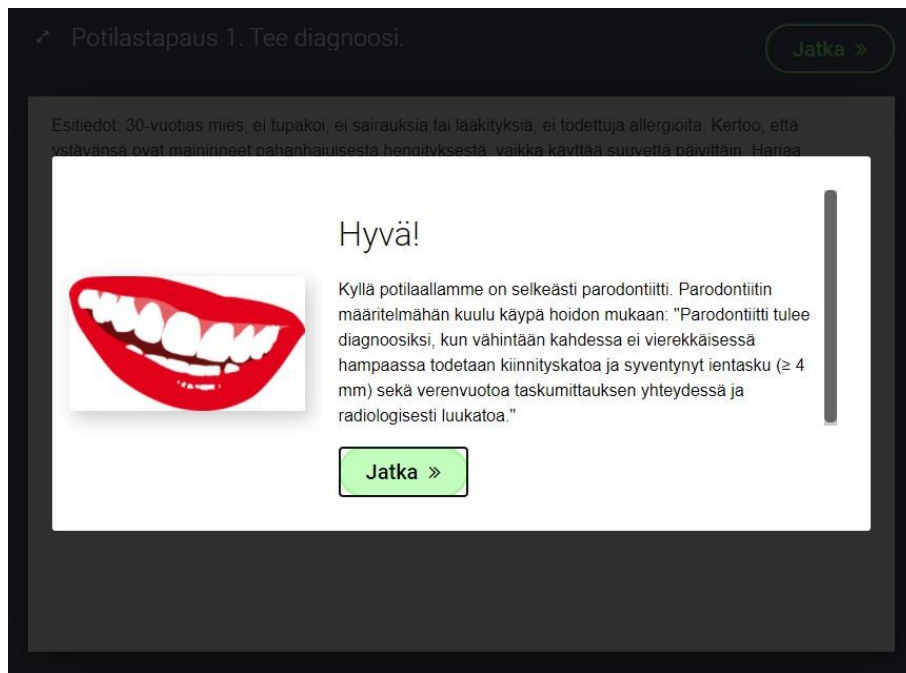 Potilastapaus 1. Tee diagnoosi.
Jatka »
Esitiedot: 30-vuotias mies, ei tupakoi, ei sairauksia tai lääkityksiä, ei todettuja allergioita. Kertoo, että
ystävänsä ovat maininneet pahanhajuisesta hengityksestä, vaikka käyttää suuvettä päivittäin. Harjaa
Hyvä!
Kyllä potilaallamme on selkeästi parodontiitti. Parodontiitin
määritelmähän kuulu käypä hoidon mukaan: "Parodontiitti tulee
diagnoosiksi, kun vähintään kahdessa ei vierekkäisessä
hampaassa todetaan kiinnityskatoa ja syventynyt ientasku (≥ 4
mm) sekä verenvuotoa taskumittauksen yhteydessä ja
radiologisesti luukatoa."
Jatka »